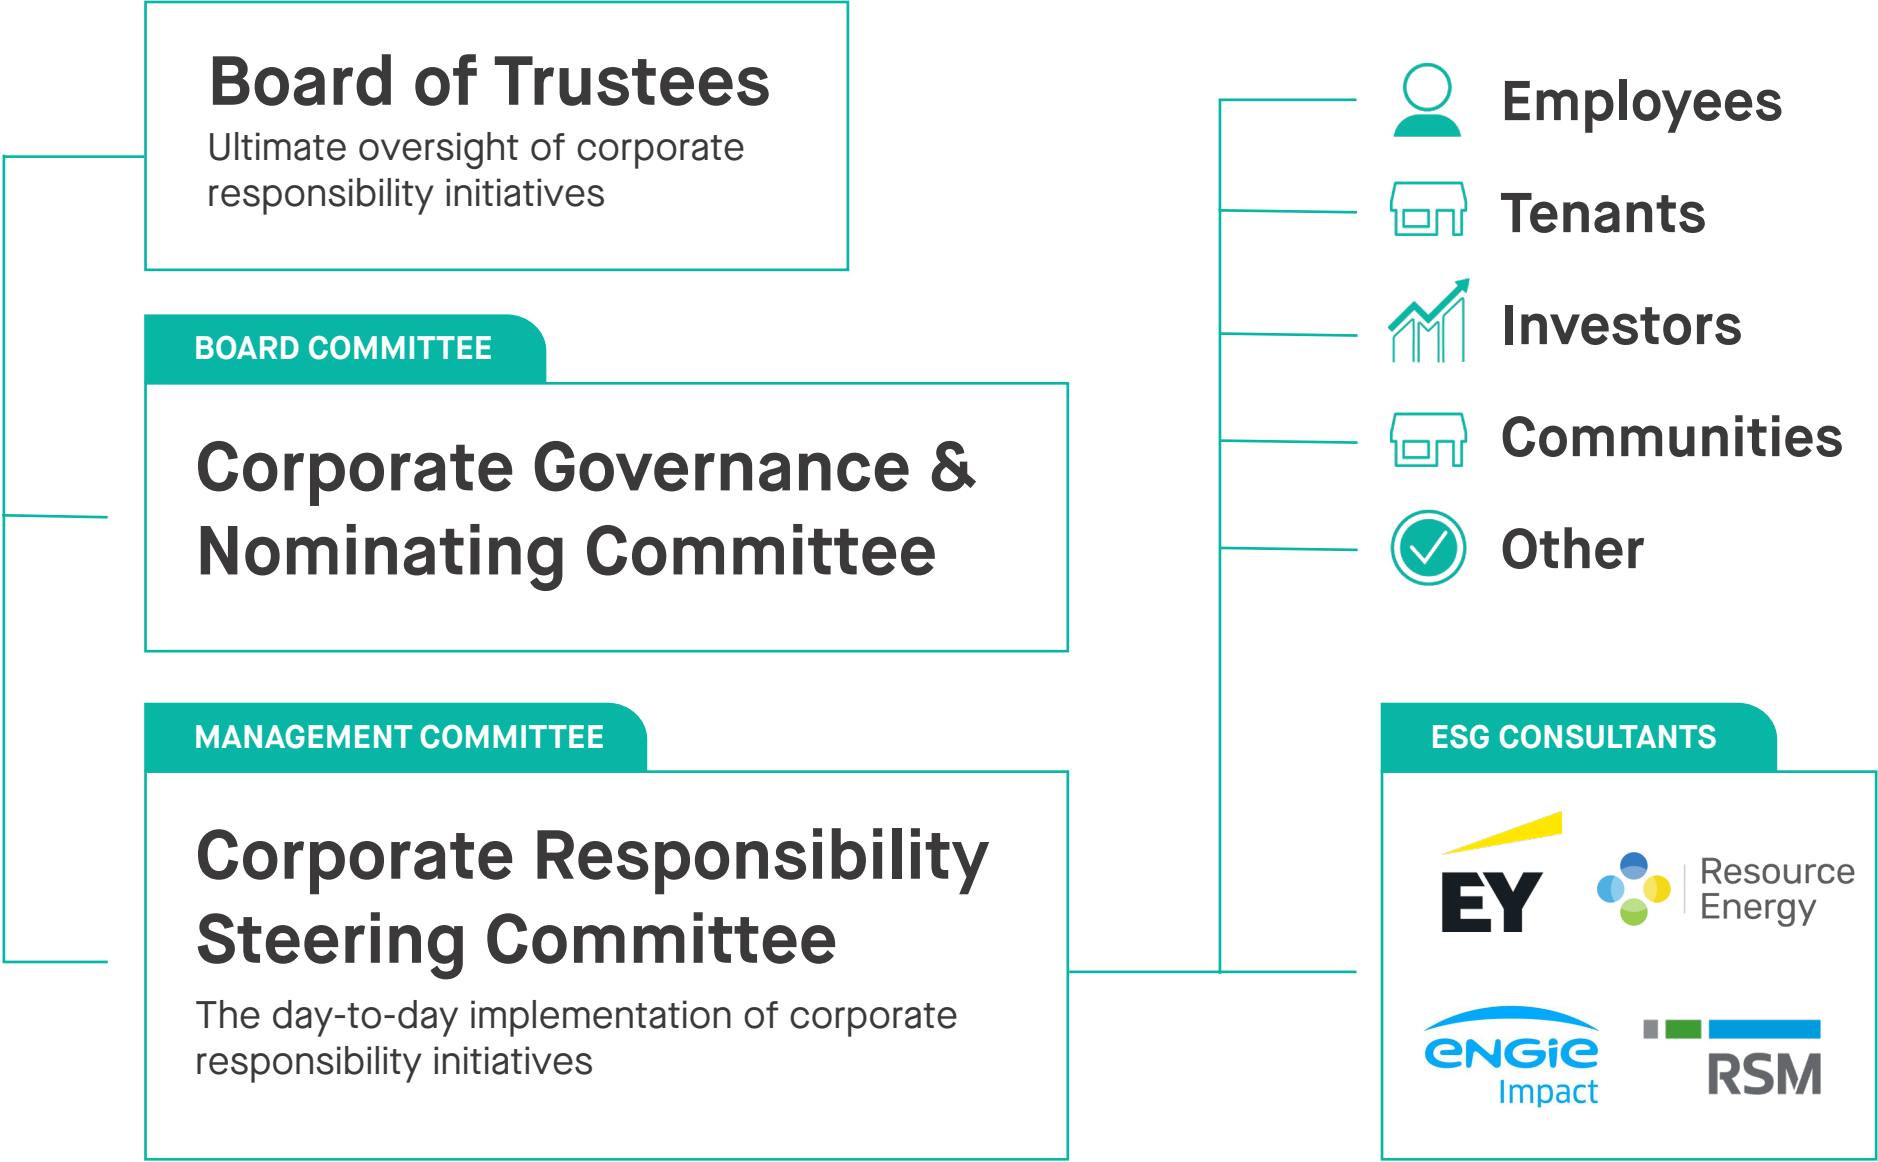 Board of Trustees
Ultimate oversight of corporate
responsibility initiatives
BOARD COMMITTEE
Corporate Governance &
Nominating Committee
MANAGEMENT COMMITTEE
Corporate Responsibility
Steering Committee
The day-to-day implementation of corporate
responsibility initiatives
Employees
Tenants
Investors
Communities
Other
ESG CONSULTANTS
EY
Resource
Energy
ENGIE
Impact
RSM